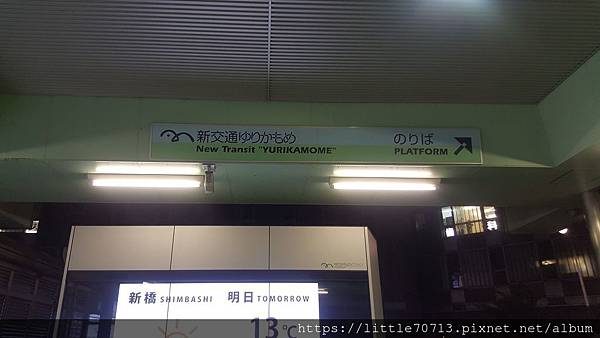 新交通ゆりかもめ のりば
New Transit "YURIKAMOME" PLATFORM
新橋 SHIMBASHI 明日 TOMORROW
13℃
https://little70713.pixnet.net/album